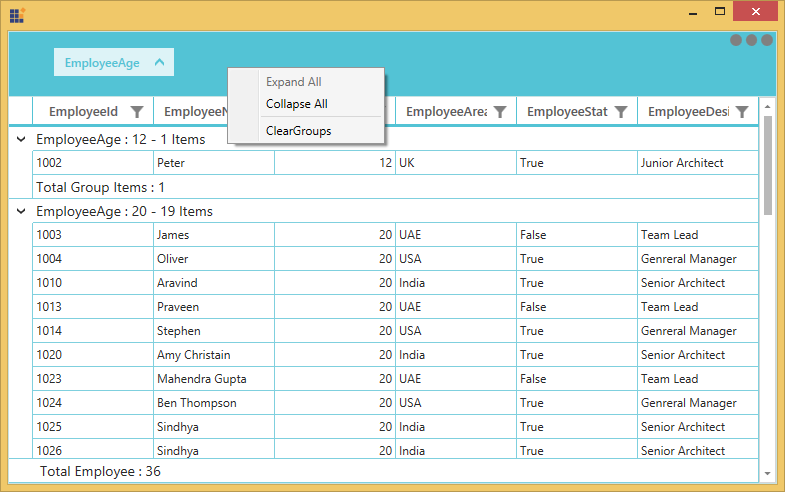 EmployeeAge
Expand All
Collapse All
ClearGroups
EmployeeId EmployeeN EmployeeArea EmployeeStat EmployeeDesi
EmployeeAge : 12 - 1 Items
1002 Peter 12 UK True Junior Architect
Total Group Items : 1
EmployeeAge : 20 - 19 Items
1003 James 20 UAE False Team Lead
1004 Oliver 20 USA True Genreral Manager
1010 Aravind 20 India True Senior Architect
1013 Praveen 20 UAE False Team Lead
1014 Stephen 20 USA True Genreral Manager
1020 Amy Christain 20 India True Senior Architect
1023 Mahendra Gupta 20 UAE False Team Lead
1024 Ben Thompson 20 USA True Genreral Manager
1025 Sindhya 20 India True Senior Architect
1026 Sindhya 20 India True Senior Architect
Total Employee : 36